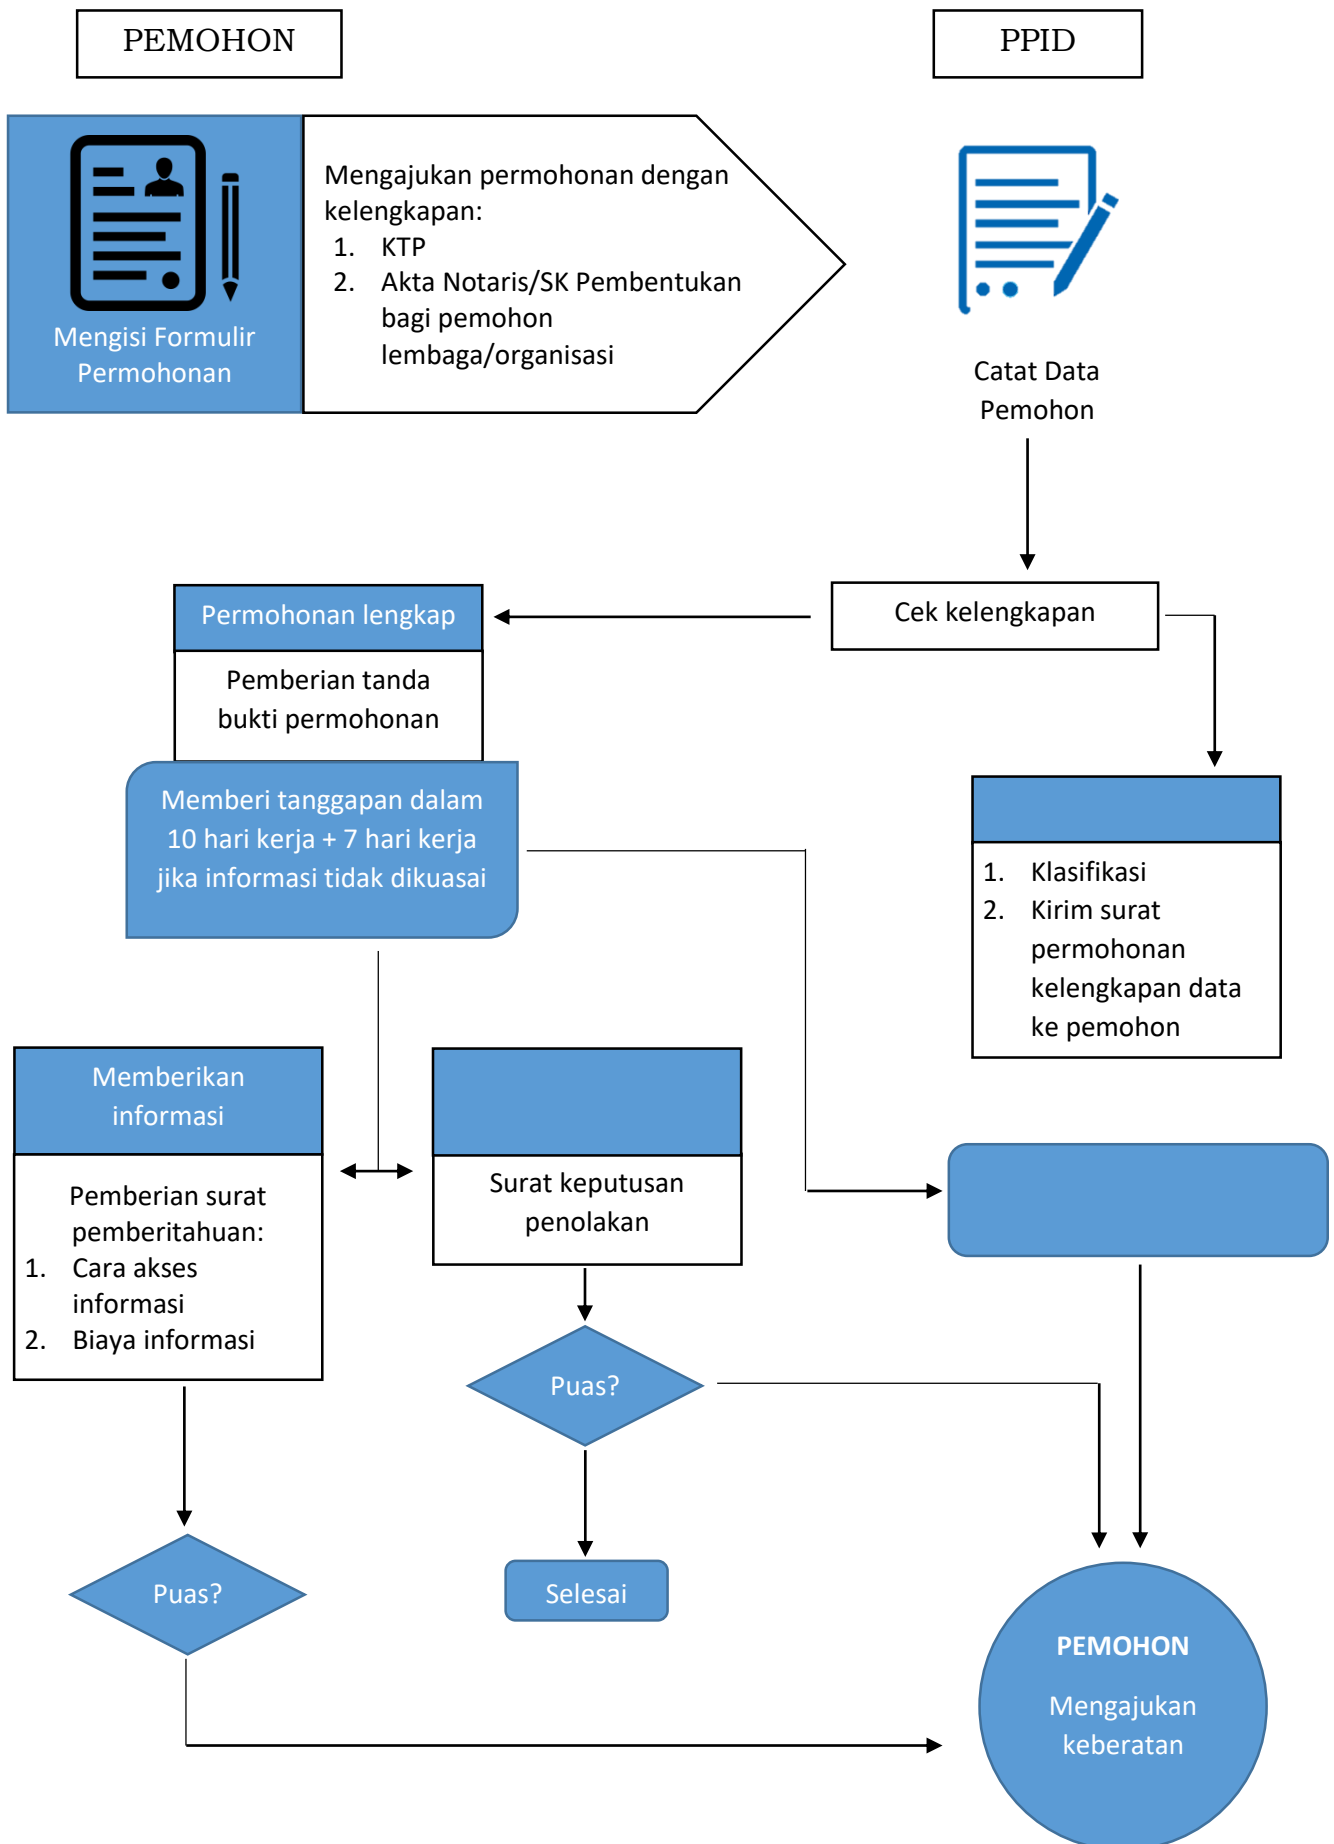 PEMOHON
PPID
Mengisi Formulir
Permohonan
Mengajukan permohonan dengan
kelengkapan:
1. KTP
2. Akta Notaris/SK Pembentukan
bagi pemohon
lembaga/organisasi
Catat Data
Pemohon
Cek kelengkapan
Permohonan lengkap
Pemberian tanda
bukti permohonan
Memberi tanggapan dalam
10 hari kerja + 7 hari kerja
jika informasi tidak dikuasai
1. Klasifikasi
2. Kirim surat
permohonan
kelengkapan data
ke pemohon
Memberikan
informasi
Pemberian surat
pemberitahuan:
1. Cara akses
informasi
2. Biaya informasi
Surat keputusan
penolakan
Puas?
Puas?
Selesai
PEMOHON
Mengajukan
keberatan